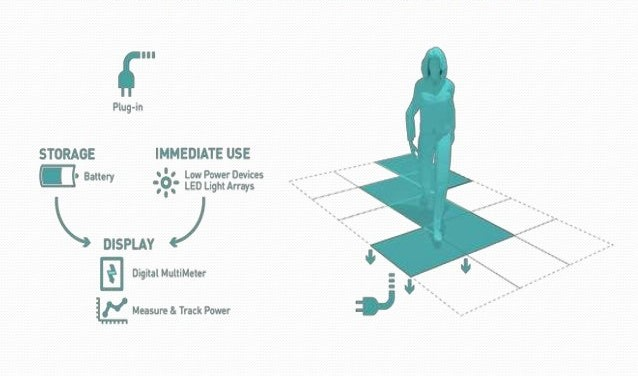 Plug-in
STORAGE
Battery
IMMEDIATE USE
Low Power Devices
LED Light Arrays
DISPLAY
Digital MultiMeter
Measure & Track Power